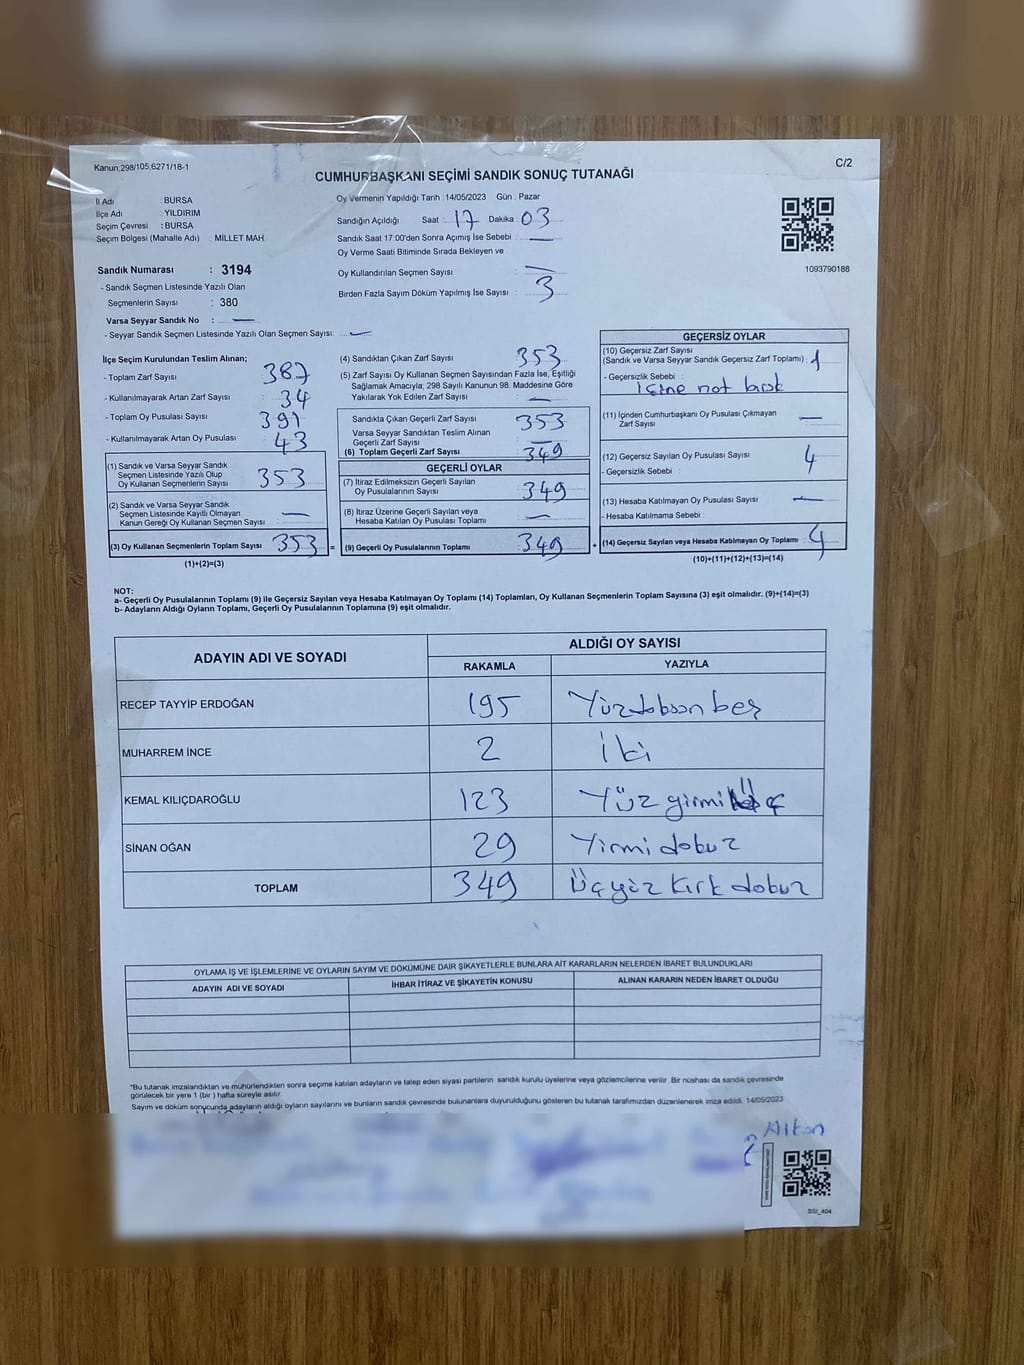 Kanun,298/105,6271/18-1
C/2
CUMHURBAŞKANI SEÇİMİ SANDIK SONUÇ TUTANAĞI
İl Adı : BURSA
İlçe Adı : YILDIRIM
Seçim Çevresi : BURSA
Seçim Bölgesi (Mahalle Adı) : MİLLET MAH.
Sandık Numarası : 3194
- Sandık Seçmen Listesinde Yazılı Olan
Seçmenlerin Sayısı : 380
Varsa Seyyar Sandık No : —
- Seyyar Sandık Seçmen Listesinde Yazılı Olan Seçmen Sayısı: —
Oy Vermenin Yapıldığı Tarih : 14/05/2023 Gün : Pazar
Sandığın Açıldığı Saat : 17 Dakika : 03
Sandık Saat 17:00'den Sonra Açımış İse Sebebi : —
Oy Verme Saati Bitiminde Sırada Bekleyen ve
Oy Kullandırılan Seçmen Sayısı : —
Birden Fazla Sayım Döküm Yapılmış İse Sayısı : 3
1093790188
İlçe Seçim Kurulundan Teslim Alınan;
- Toplam Zarf Sayısı 387
- Kullanılmayarak Artan Zarf Sayısı : 34
- Toplam Oy Pusulası Sayısı 391
- Kullanılmayarak Artan Oy Pusulası : 43
(1) Sandık ve Varsa Seyyar Sandık
Seçmen Listesinde Yazılı Olup
Oy Kullanan Seçmenlerin Sayısı : 353
(2) Sandık ve Varsa Seyyar Sandık
Seçmen Listesinde Kayıtlı Olmayan
Kanun Gereği Oy Kullanan Seçmen Sayısı : —
(3) Oy Kullanan Seçmenlerin Toplam Sayısı : 353 =
(1)+(2)=(3)
(4) Sandıktan Çıkan Zarf Sayısı 353
(5) Zarf Sayısı Oy Kullanan Seçmen Sayısından Fazla İse, Eşitliği
Sağlamak Amacıyla, 298 Sayılı Kanunun 98. Maddesine Göre
Yakılarak Yok Edilen Zarf Sayısı : —
Sandıkta Çıkan Geçerli Zarf Sayısı : 353
Varsa Seyyar Sandıktan Teslim Alınan
Geçerli Zarf Sayısı : —
(6) Toplam Geçerli Zarf Sayısı : 349
GEÇERLİ OYLAR
(7) İtiraz Edilmeksizin Geçerli Sayılan
Oy Pusulalarının Sayısı : 349
(8) İtiraz Üzerine Geçerli Sayılan veya
Hesaba Katılan Oy Pusulası Toplamı : —
(9) Geçerli Oy Pusulalarının Toplamı : 349 +
GEÇERSİZ OYLAR
(10) Geçersiz Zarf Sayısı
(Sandık ve Varsa Seyyar Sandık Geçersiz Zarf Toplamı) : 1
- Geçersizlik Sebebi :
içine not
(11) İçinden Cumhurbaşkanı Oy Pusulası Çıkmayan
Zarf Sayısı : —
(12) Geçersiz Sayılan Oy Pusulası Sayısı : 4
- Geçersizlik Sebebi :
(13) Hesaba Katılmayan Oy Pusulası Sayısı : —
- Hesaba Katılmama Sebebi :
(14) Geçersiz Sayılan veya Hesaba Katılmayan Oy Toplamı : 4
(10)+(11)+(12)+(13)=(14)
NOT:
a- Geçerli Oy Pusulalarının Toplamı (9) ile Geçersiz Sayılan veya Hesaba Katılmayan Oy Toplamı (14) Toplamları, Oy Kullanan Seçmenlerin Toplam Sayısına (3) eşit olmalıdır. (9)+(14)=(3)
b- Adayların Aldığı Oyların Toplamı, Geçerli Oy Pusulalarının Toplamına (9) eşit olmalıdır.
ADAYIN ADI VE SOYADI
ALDIĞI OY SAYISI
RAKAMLA YAZIYLA
RECEP TAYYİP ERDOĞAN 195 Yüzdoksan beş
MUHARREM İNCE 2 iki
KEMAL KILIÇDAROĞLU 123 Yüz girmi üç
SİNAN OĞAN 29 Yirmi dokuz
TOPLAM 349 Üçyüz kırk dokuz
OYLAMA İŞ VE İŞLEMLERİNE VE OYLARIN SAYIM VE DÖKÜMÜNE DAİR ŞİKAYETLERLE BUNLARA AİT KARARLARIN NELERDEN İBARET BULUNDUKLARI
ADAYIN ADI VE SOYADI İHBAR İTİRAZ VE ŞİKAYETİN KONUSU ALINAN KARARIN NEDEN İBARET OLDUĞU
*Bu tutanak imzalandıktan ve mühürlendikten sonra seçime katılan adayların ve talep eden siyasi partilerin sandık kurulu üyelerine veya gözlemcilerine verilir. Bir nüshası da sandık çevresinde
görülecek bir yere 1 (bir) hafta süreyle asılır.
Sayım ve döküm sonucunda adayların aldığı oyların sayılarını ve bunların sandık çevresinde bulunanlara duyurulduğunu gösteren bu tutanak tarafımızdan düzenlenerek imza edildi. 14/05/2023
SSI_404